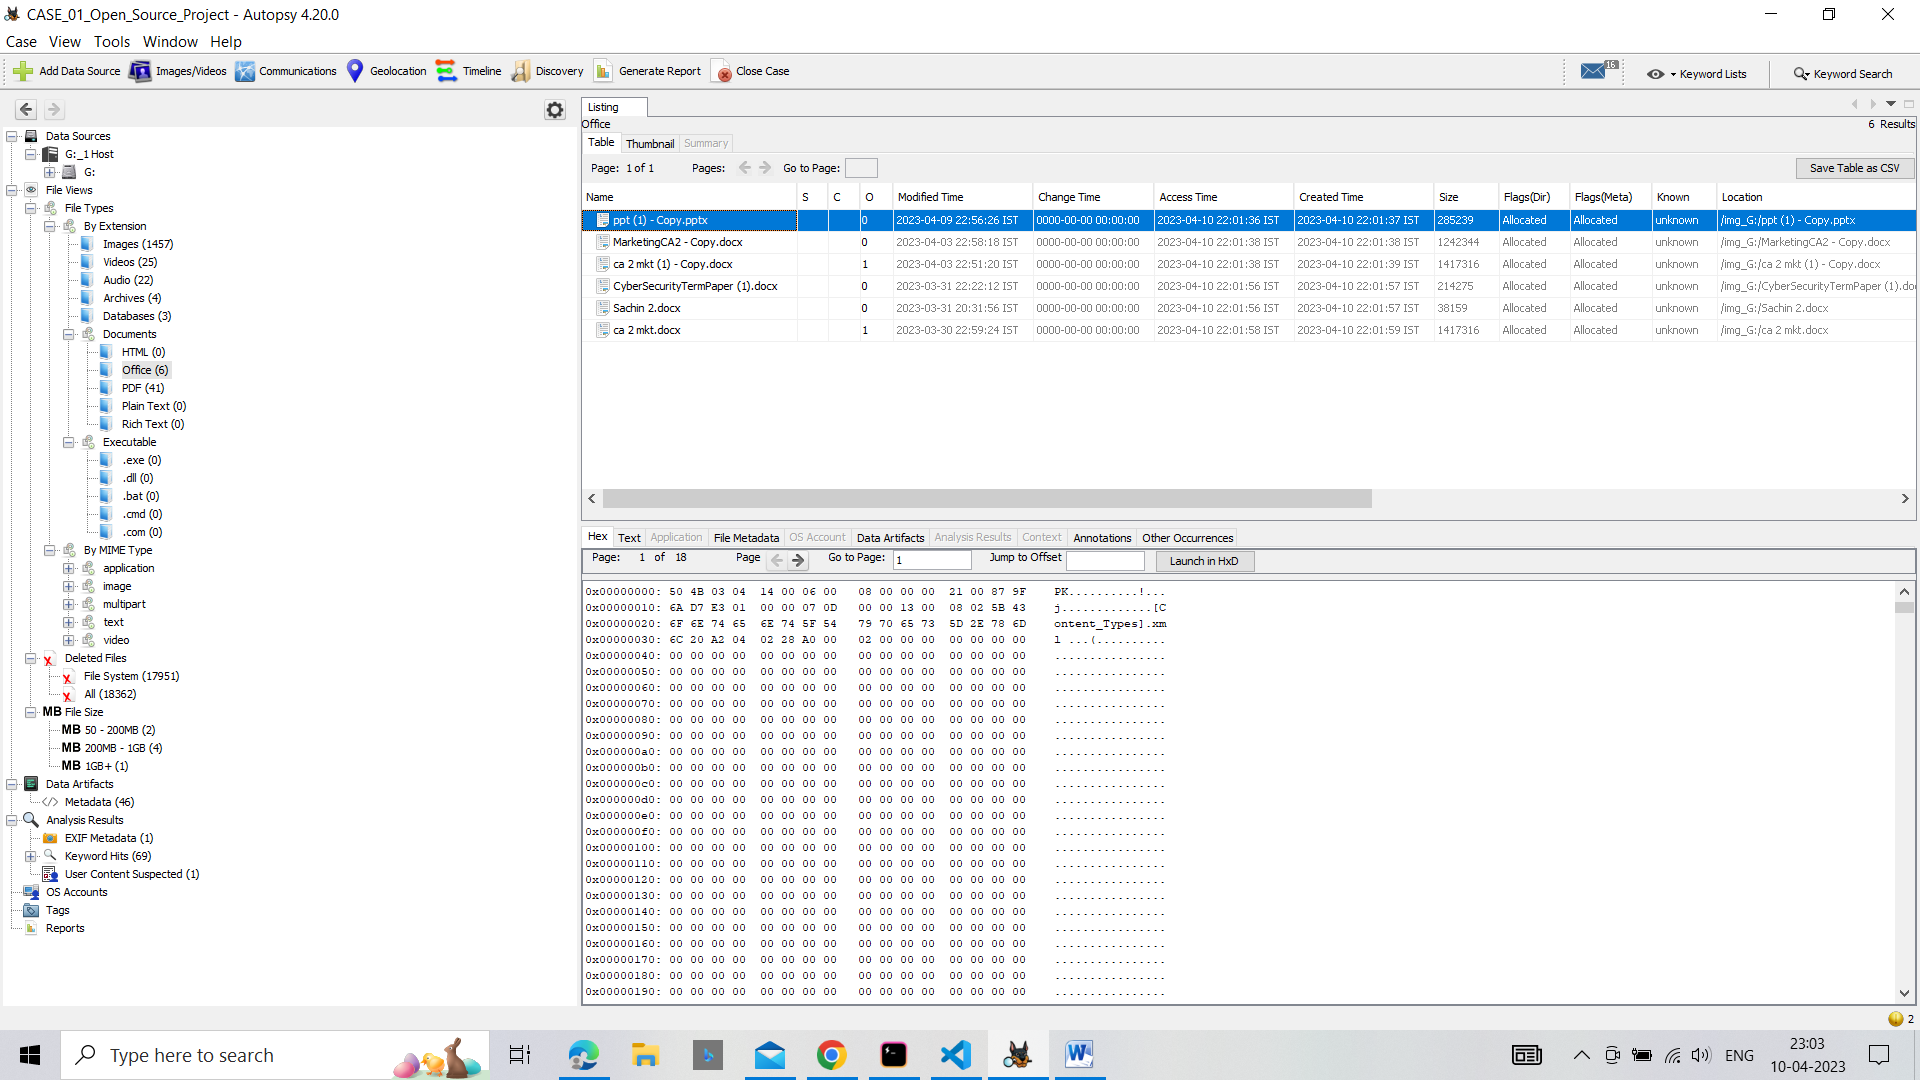 CASE_01_Open_Source_Project - Autopsy 4.20.0
Case View Tools Window Help
Add Data Source Images/Videos Communications Geolocation Timeline Discovery Generate Report Close Case 16 Keyword Lists Keyword Search
Data Sources
G:_1 Host
G:
File Views
File Types
By Extension
Images (1457)
Videos (25)
Audio (22)
Archives (4)
Databases (3)
Documents
HTML (0)
Office (6)
PDF (41)
Plain Text (0)
Rich Text (0)
Executable
.exe (0)
.dll (0)
.bat (0)
.cmd (0)
.com (0)
By MIME Type
application
image
multipart
text
video
Deleted Files
File System (17951)
All (18362)
MB File Size
MB 50 - 200MB (2)
MB 200MB - 1GB (4)
MB 1GB+ (1)
Data Artifacts
Metadata (46)
Analysis Results
EXIF Metadata (1)
Keyword Hits (69)
User Content Suspected (1)
OS Accounts
Tags
Reports
Listing
Office 6 Results
Table Thumbnail Summary
Page: 1 of 1 Pages: Go to Page: Save Table as CSV
Name S C O Modified Time Change Time Access Time Created Time Size Flags(Dir) Flags(Meta) Known Location
ppt (1) - Copy.pptx 0 2023-04-09 22:56:26 IST 0000-00-00 00:00:00 2023-04-10 22:01:36 IST 2023-04-10 22:01:37 IST 285239 Allocated Allocated unknown /img_G:/ppt (1) - Copy.pptx
MarketingCA2 - Copy.docx 0 2023-04-03 22:58:18 IST 0000-00-00 00:00:00 2023-04-10 22:01:38 IST 2023-04-10 22:01:38 IST 1242344 Allocated Allocated unknown /img_G:/MarketingCA2 - Copy.docx
ca 2 mkt (1) - Copy.docx 1 2023-04-03 22:51:20 IST 0000-00-00 00:00:00 2023-04-10 22:01:38 IST 2023-04-10 22:01:39 IST 1417316 Allocated Allocated unknown /img_G:/ca 2 mkt (1) - Copy.docx
CyberSecurityTermPaper (1).docx 0 2023-03-31 22:22:12 IST 0000-00-00 00:00:00 2023-04-10 22:01:56 IST 2023-04-10 22:01:57 IST 214275 Allocated Allocated unknown /img_G:/CyberSecurityTermPaper (1).do
Sachin 2.docx 0 2023-03-31 20:31:56 IST 0000-00-00 00:00:00 2023-04-10 22:01:56 IST 2023-04-10 22:01:57 IST 38159 Allocated Allocated unknown /img_G:/Sachin 2.docx
ca 2 mkt.docx 1 2023-03-30 22:59:24 IST 0000-00-00 00:00:00 2023-04-10 22:01:58 IST 2023-04-10 22:01:59 IST 1417316 Allocated Allocated unknown /img_G:/ca 2 mkt.docx
Hex Text Application File Metadata OS Account Data Artifacts Analysis Results Context Annotations Other Occurrences
Page: 1 of 18 Page Go to Page: 1 Jump to Offset Launch in HxD
0x00000000: 50 4B 03 04 14 00 06 00 08 00 00 00 21 00 87 9F PK..........!...
0x00000010: 6A D7 E3 01 00 00 07 0D 00 00 13 00 08 02 5B 43 j.............[C
0x00000020: 6F 6E 74 65 6E 74 5F 54 79 70 65 73 5D 2E 78 6D ontent_Types].xm
0x00000030: 6C 20 A2 04 02 28 A0 00 02 00 00 00 00 00 00 00 l ...(..........
0x00000040: 00 00 00 00 00 00 00 00 00 00 00 00 00 00 00 00 ................
0x00000050: 00 00 00 00 00 00 00 00 00 00 00 00 00 00 00 00 ................
0x00000060: 00 00 00 00 00 00 00 00 00 00 00 00 00 00 00 00 ................
0x00000070: 00 00 00 00 00 00 00 00 00 00 00 00 00 00 00 00 ................
0x00000080: 00 00 00 00 00 00 00 00 00 00 00 00 00 00 00 00 ................
0x00000090: 00 00 00 00 00 00 00 00 00 00 00 00 00 00 00 00 ................
0x000000a0: 00 00 00 00 00 00 00 00 00 00 00 00 00 00 00 00 ................
0x000000b0: 00 00 00 00 00 00 00 00 00 00 00 00 00 00 00 00 ................
0x000000c0: 00 00 00 00 00 00 00 00 00 00 00 00 00 00 00 00 ................
0x000000d0: 00 00 00 00 00 00 00 00 00 00 00 00 00 00 00 00 ................
0x000000e0: 00 00 00 00 00 00 00 00 00 00 00 00 00 00 00 00 ................
0x000000f0: 00 00 00 00 00 00 00 00 00 00 00 00 00 00 00 00 ................
0x00000100: 00 00 00 00 00 00 00 00 00 00 00 00 00 00 00 00 ................
0x00000110: 00 00 00 00 00 00 00 00 00 00 00 00 00 00 00 00 ................
0x00000120: 00 00 00 00 00 00 00 00 00 00 00 00 00 00 00 00 ................
0x00000130: 00 00 00 00 00 00 00 00 00 00 00 00 00 00 00 00 ................
0x00000140: 00 00 00 00 00 00 00 00 00 00 00 00 00 00 00 00 ................
0x00000150: 00 00 00 00 00 00 00 00 00 00 00 00 00 00 00 00 ................
0x00000160: 00 00 00 00 00 00 00 00 00 00 00 00 00 00 00 00 ................
0x00000170: 00 00 00 00 00 00 00 00 00 00 00 00 00 00 00 00 ................
0x00000180: 00 00 00 00 00 00 00 00 00 00 00 00 00 00 00 00 ................
0x00000190: 00 00 00 00 00 00 00 00 00 00 00 00 00 00 00 00 ................
2
Type here to search
ENG
23:03
10-04-2023